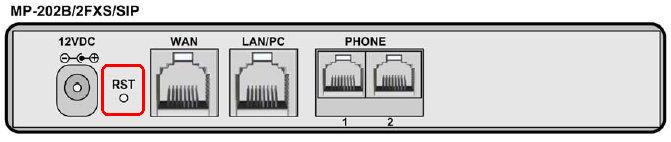 MP-202B/2FXS/SIP
12VDC
WAN
LAN/PC
PHONE
RST
1
2